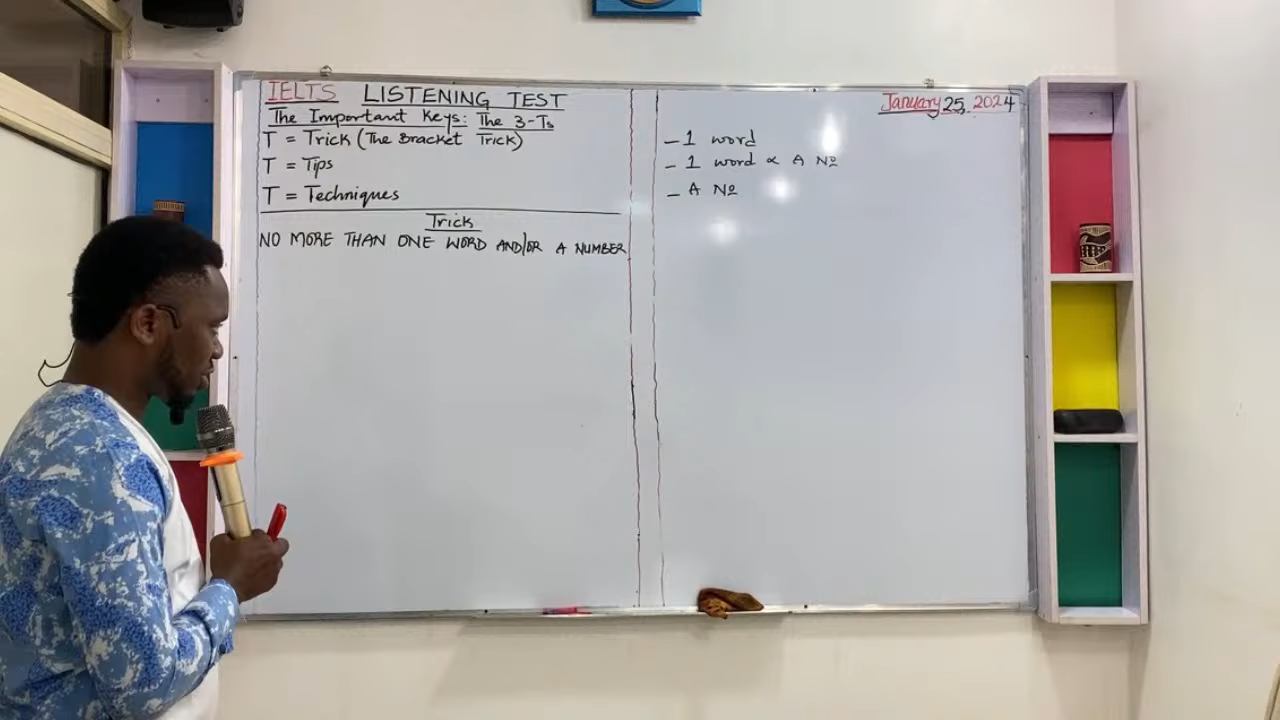 IELTS LISTENING TEST
The Important Keys: The 3-Ts
T = Trick (The Bracket Trick)
T = Tips
T = Techniques
Trick
NO MORE THAN ONE WORD AND/OR A NUMBER
January 25, 2024
- 1 word
- 1 word & A No
- A No